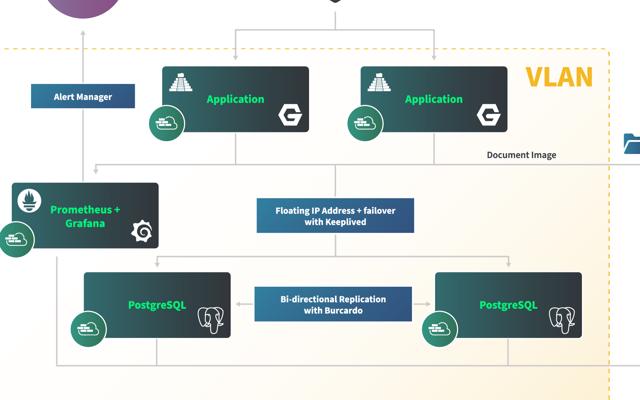 VLAN
Alert Manager
Application
Application
Document Image
Prometheus +
Grafana
Floating IP Address + failover
with Keeplived
PostgreSQL
Bi-directional Replication
with Burcardo
PostgreSQL